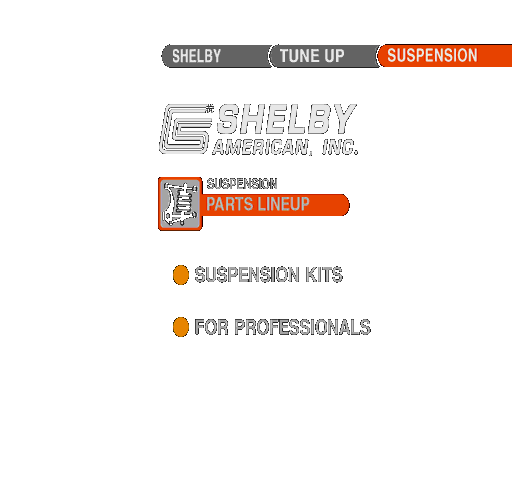 SHELBY TUNE UP SUSPENSION
SHELBY
AMERICAN, INC.
SUSPENSION
PARTS LINEUP
SUSPENSION KITS
FOR PROFESSIONALS